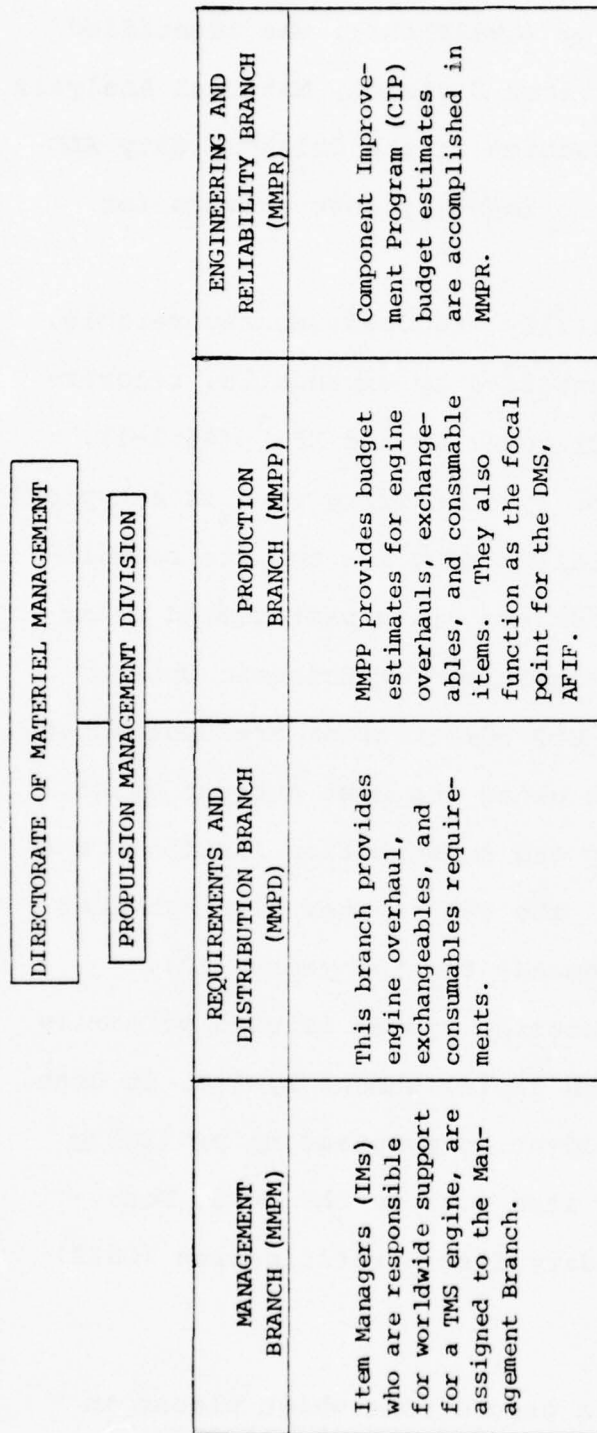 DIRECTORATE OF MATERIEL MANAGEMENT
PROPULSION MANAGEMENT DIVISION
MANAGEMENT
BRANCH (MMPM)
Item Managers (IMs)
who are responsible
for worldwide support
for a TMS engine, are
assigned to the Man-
agement Branch.
REQUIREMENTS AND
DISTRIBUTION BRANCH
(MMPD)
This branch provides
engine overhaul,
exchangeables, and
consumables require-
ments.
PRODUCTION
BRANCH (MMPP)
MMPP provides budget
estimates for engine
overhauls, exchange-
ables, and consumable
items. They also
function as the focal
point for the DMS,
AFIF.
ENGINEERING AND
RELIABILITY BRANCH
(MMPR)
Component Improve-
ment Program (CIP)
budget estimates
are accomplished in
MMPR.